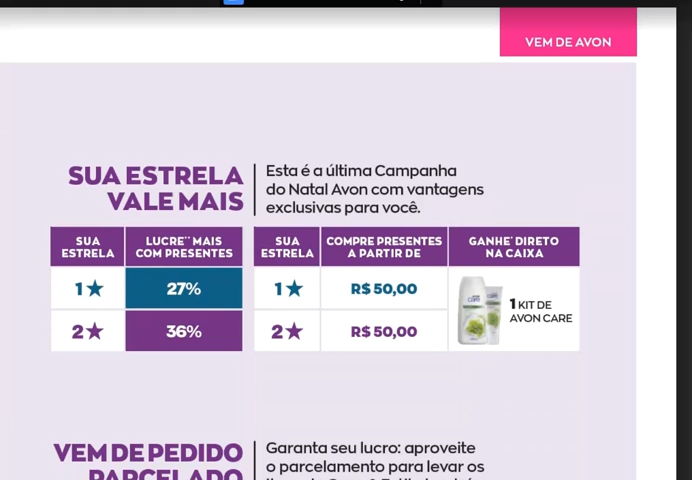 VEM DE AVON
SUA ESTRELA
VALE MAIS
Esta é a última Campanha
do Natal Avon com vantagens
exclusivas para você.
SUA
ESTRELA
LUCRE** MAIS
COM PRESENTES
1★
27%
2★
36%
SUA
ESTRELA
COMPRE PRESENTES
A PARTIR DE
GANHE* DIRETO
NA CAIXA
1★
R$ 50,00
2★
R$ 50,00
1 KIT DE
AVON CARE
care
VEM DE PEDIDO
PARCELADO
Garanta seu lucro: aproveite
o parcelamento para levar os